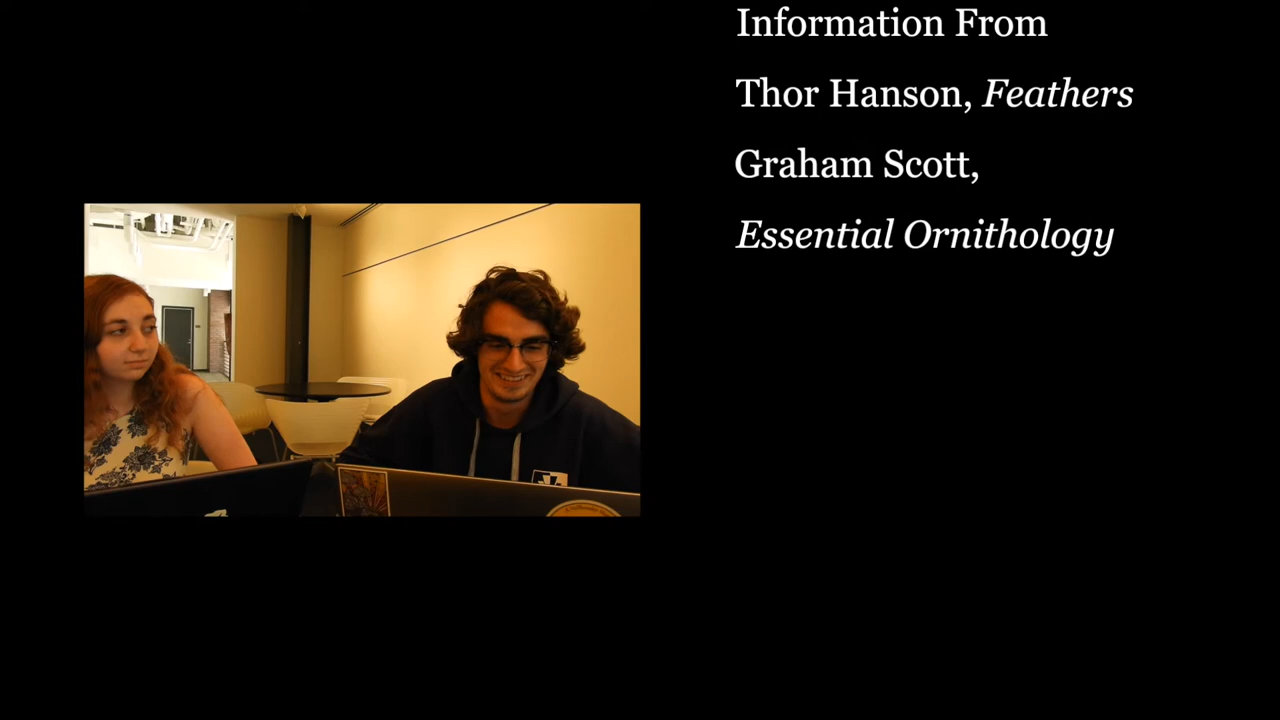 Information From
Thor Hanson, Feathers
Graham Scott,
Essential Ornithology